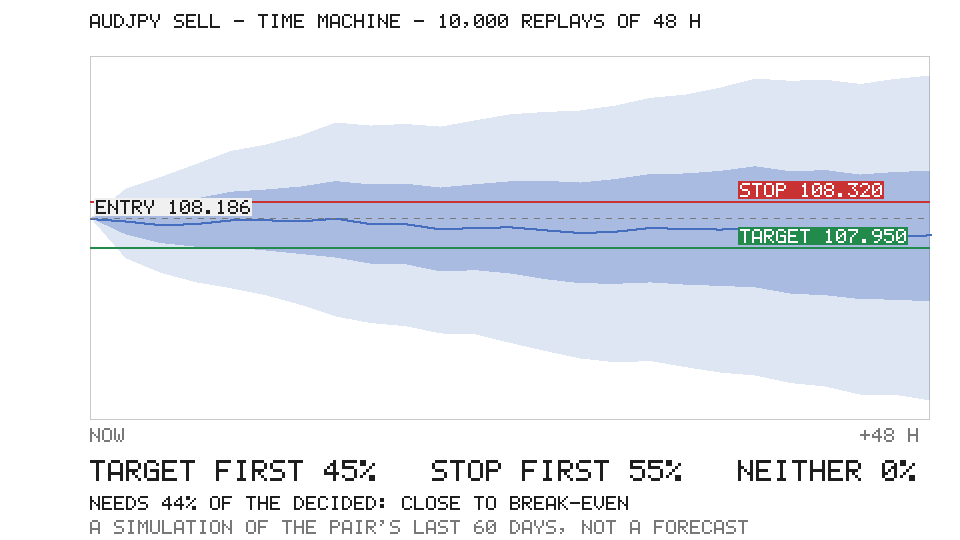 AUDJPY SELL - TIME MACHINE - 10,000 REPLAYS OF 48 H
STOP 108.320
ENTRY 108.186
TARGET 107.950
NOW +48 H
TARGET FIRST 45% STOP FIRST 55% NEITHER 0%
NEEDS 44% OF THE DECIDED: CLOSE TO BREAK-EVEN
A SIMULATION OF THE PAIR'S LAST 60 DAYS, NOT A FORECAST